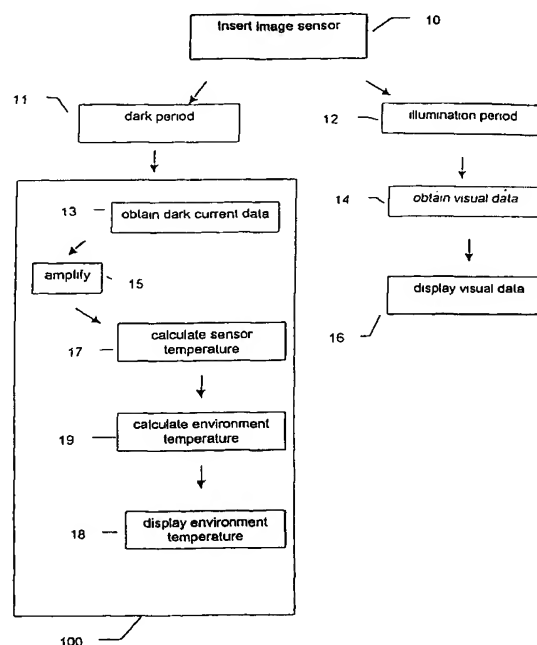 Insert image sensor
10
11
dark period
12
illumination period
13
obtain dark current data
14
obtain visual data
amplify
15
display visual data
16
17
calculate sensor
temperature
19
calculate environment
temperature
18
display environment
temperature
100